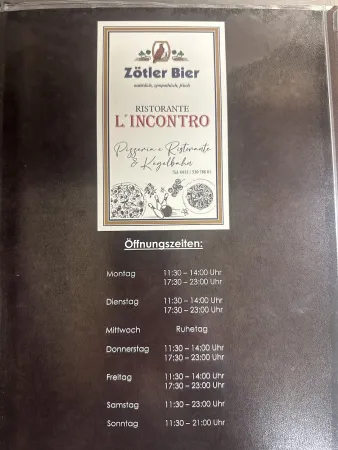 Zötler Bier
natürlich, sympathisch, frisch
RISTORANTE
L'INCONTRO
Pizzeria e Ristorante
& Kegelbahn
Öffnungszeiten:
Montag 11:30 – 14:00 Uhr
17:30 – 23:00 Uhr
Dienstag 11:30 – 14:00 Uhr
17:30 – 23:00 Uhr
Mittwoch Ruhetag
Donnerstag 11:30 – 14:00 Uhr
17:30 – 23:00 Uhr
Freitag 11:30 – 14:00 Uhr
17:30 – 23:00 Uhr
Samstag 11:30 – 23:00 Uhr
Sonntag 11:30 – 21:00 Uhr